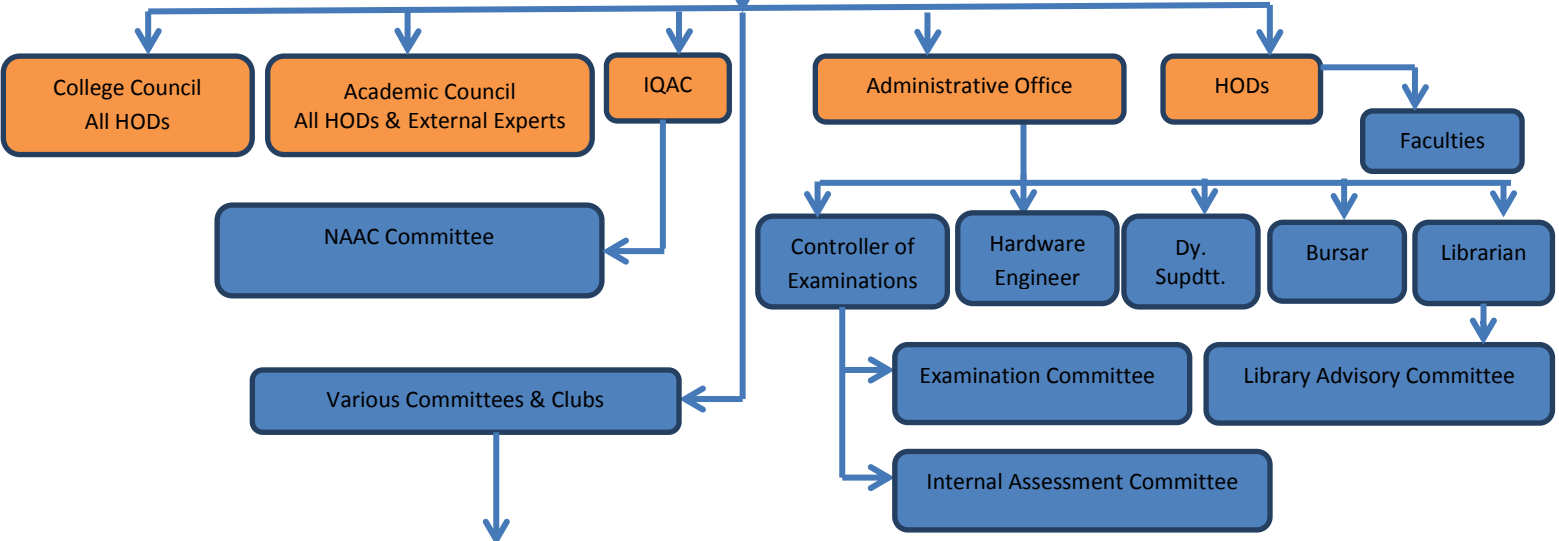 College Council
All HODs
Academic Council
All HODs & External Experts
IQAC
Administrative Office
HODs
Faculties
NAAC Committee
Controller of
Examinations
Hardware
Engineer
Dy.
Supdtt.
Bursar
Librarian
Examination Committee
Library Advisory Committee
Various Committees & Clubs
Internal Assessment Committee